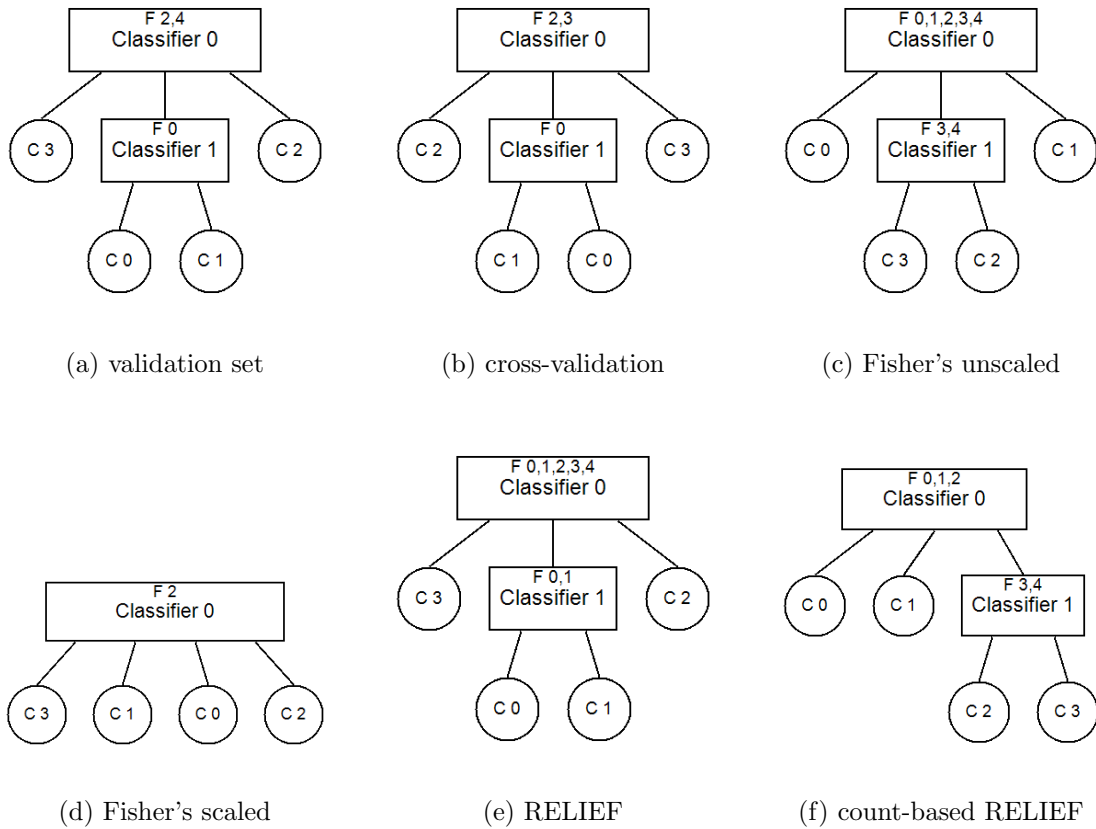 F 2,4
Classifier 0
C 3
F 0
Classifier 1
C 2
C 0
C 1
(a) validation set
F 2,3
Classifier 0
C 2
F 0
Classifier 1
C 3
C 1
C 0
(b) cross-validation
F 0,1,2,3,4
Classifier 0
C 0
F 3,4
Classifier 1
C 1
C 3
C 2
(c) Fisher's unscaled
F 2
Classifier 0
C 3
C 1
C 0
C 2
(d) Fisher's scaled
F 0,1,2,3,4
Classifier 0
C 3
F 0,1
Classifier 1
C 2
C 0
C 1
(e) RELIEF
F 0,1,2
Classifier 0
C 0
C 1
F 3,4
Classifier 1
C 2
C 3
(f) count-based RELIEF